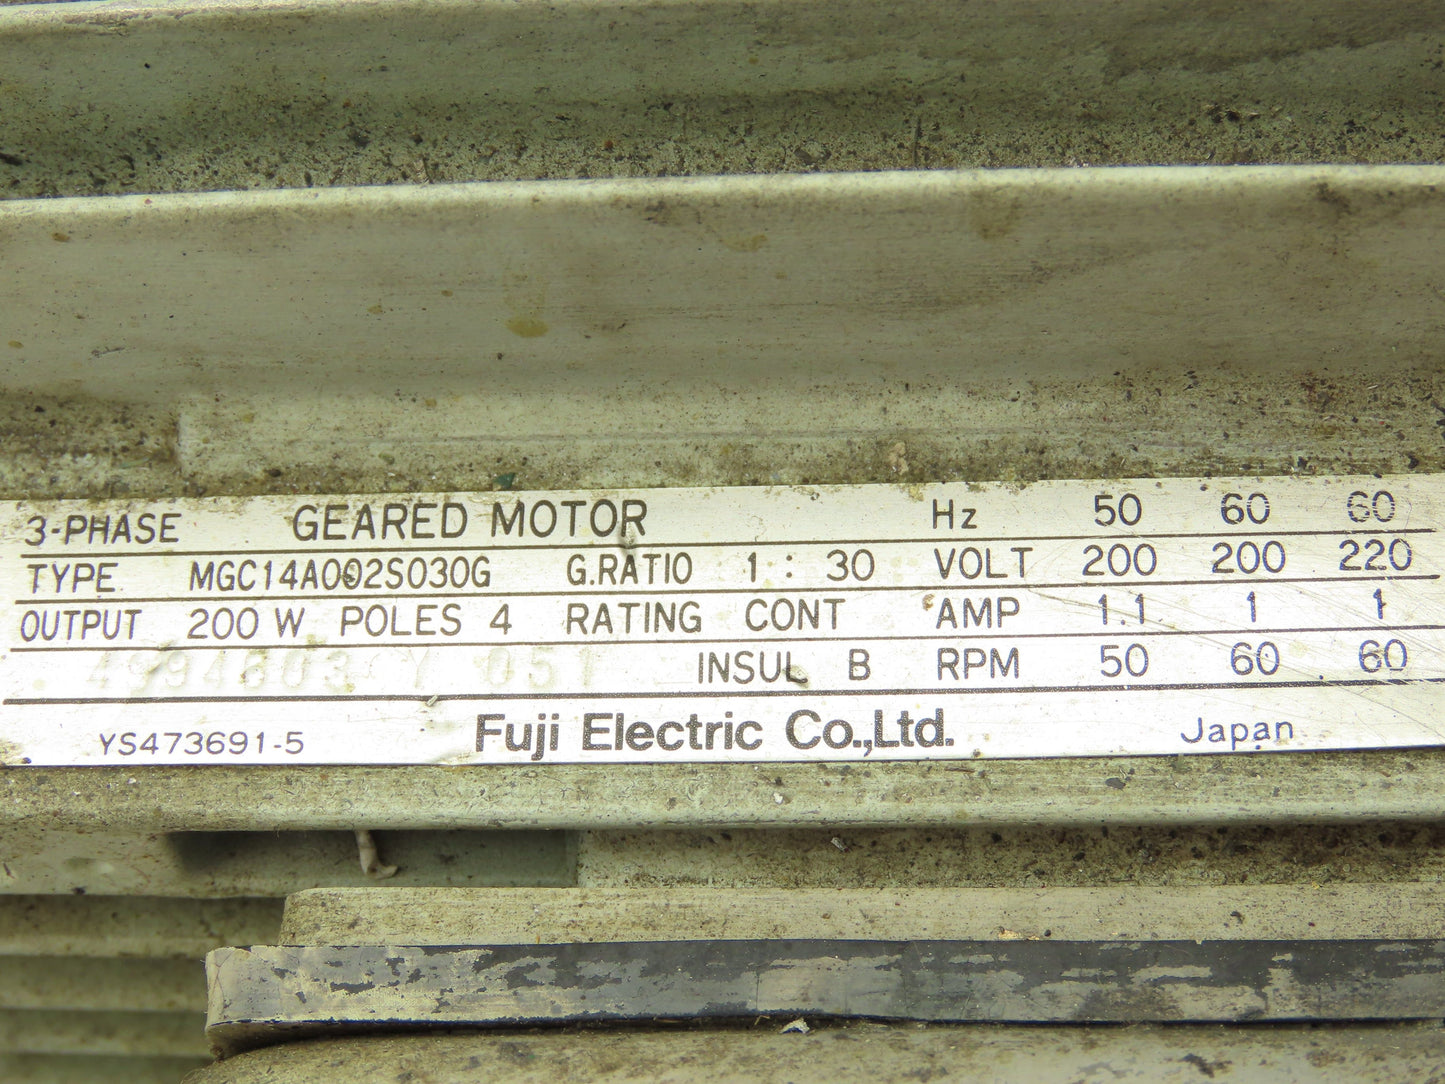 3-PHASE GEARED MOTOR Hz 50 60 60
TYPE MGC14A002S030G G.RATIO 1 : 30 VOLT 200 200 220
OUTPUT 200 W POLES 4 RATING CONT AMP 1.1 1 1
4994803 Y 051 INSUL B RPM 50 60 60
YS473691-5 Fuji Electric Co.,Ltd. Japan